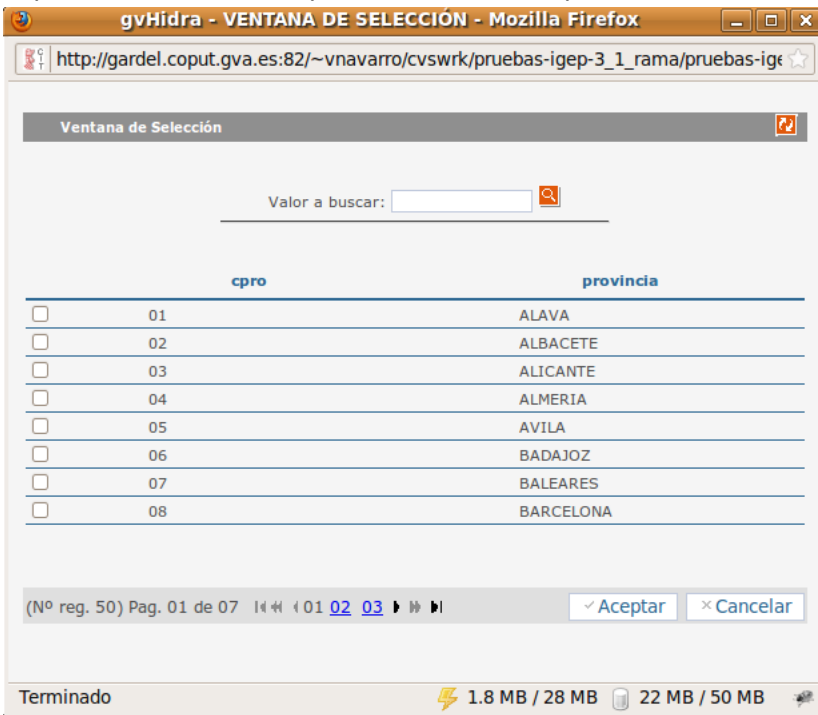 gvHidra - VENTANA DE SELECCIÓN - Mozilla Firefox
http://gardel.coput.gva.es:82/~vnavarro/cvswrk/pruebas-igep-3_1_rama/pruebas-ige
Ventana de Selección
Valor a buscar:
cpro provincia
01 ALAVA
02 ALBACETE
03 ALICANTE
04 ALMERIA
05 AVILA
06 BADAJOZ
07 BALEARES
08 BARCELONA
(Nº reg. 50) Pag. 01 de 07 01 02 03 Aceptar Cancelar
Terminado 1.8 MB / 28 MB 22 MB / 50 MB